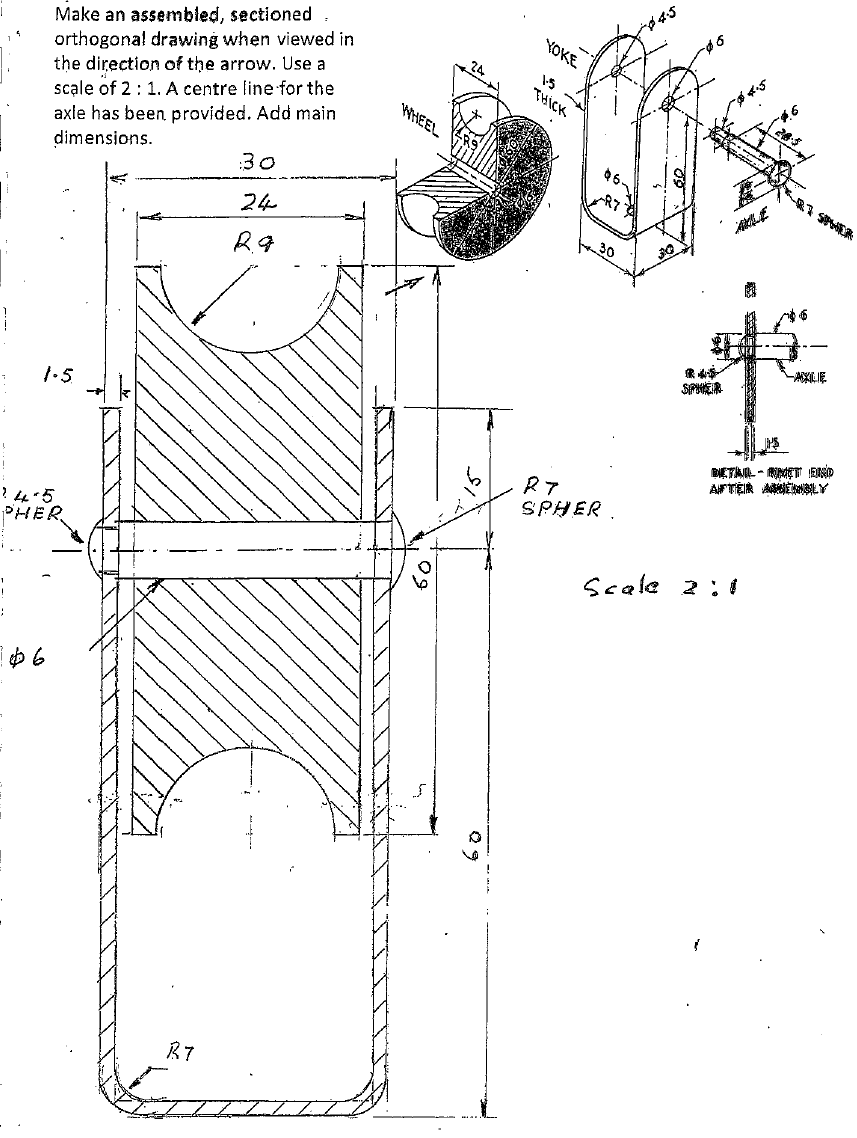 Make an assembled, sectioned
orthogonal drawing when viewed in
the direction of the arrow. Use a
scale of 2 : 1. A centre line for the
axle has been provided. Add main
dimensions.
WHEEL
24
R9
YOKE
1.5
THICK
φ4.5
φ6
φ4.5
φ6
28.5
φ6
R7
60
30
30
AXLE
R7 SPHER
30
24
R9
1.5
15
R7
SPHER
4.5
PHER
60
φ6
60
R7
φ6
φ6
R 4.5
SPHER
AXLE
1.5
DETAIL - RIVET END
AFTER ASSEMBLY
Scale 2:1